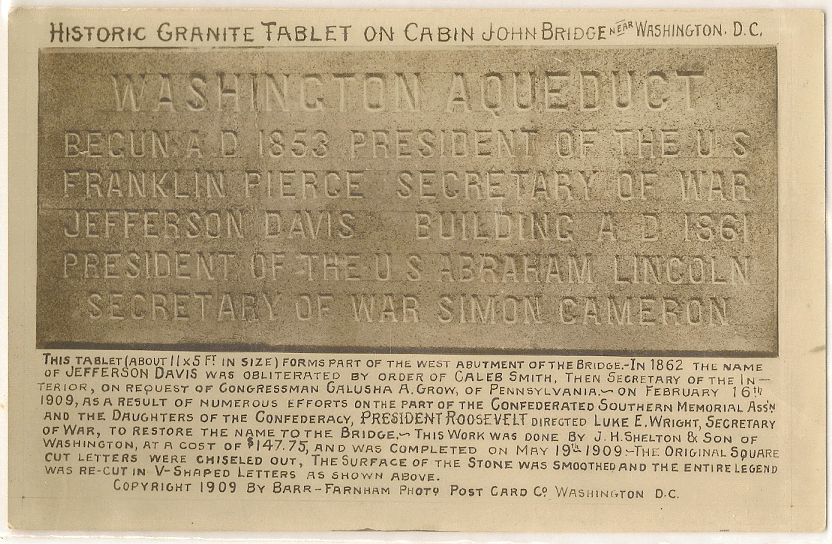 HISTORIC GRANITE TABLET ON CABIN JOHN BRIDGE NEAR WASHINGTON. D.C.
WASHINGTON AQUEDUCT
BEGUN A D 1853 PRESIDENT OF THE U S
FRANKLIN PIERCE SECRETARY OF WAR
JEFFERSON DAVIS BUILDING A D 1861
PRESIDENT OF THE U S ABRAHAM LINCOLN
SECRETARY OF WAR SIMON CAMERON
THIS TABLET (ABOUT 11 x 5 FT IN SIZE) FORMS PART OF THE WEST ABUTMENT OF THE BRIDGE.-IN 1862 THE NAME
OF JEFFERSON DAVIS WAS OBLITERATED BY ORDER OF CALEB SMITH, THEN SECRETARY OF THE IN-
TERIOR, ON REQUEST OF CONGRESSMAN GALUSHA A. GROW, OF PENNSYLVANIA.- ON FEBRUARY 16th
1909, AS A RESULT OF NUMEROUS EFFORTS ON THE PART OF THE CONFEDERATED SOUTHERN MEMORIAL ASS'N
AND THE DAUGHTERS OF THE CONFEDERACY, PRESIDENT ROOSEVELT DIRECTED LUKE E. WRIGHT, SECRETARY
OF WAR, TO RESTORE THE NAME TO THE BRIDGE.- THIS WORK WAS DONE BY J. H. SHELTON & SON OF
WASHINGTON, AT A COST OF $147.75, AND WAS COMPLETED ON MAY 19th 1909.-THE ORIGINAL SQUARE
CUT LETTERS WERE CHISELED OUT, THE SURFACE OF THE STONE WAS SMOOTHED AND THE ENTIRE LEGEND
WAS RE-CUT IN V-SHAPED LETTERS AS SHOWN ABOVE.
COPYRIGHT 1909 BY BARR-FARNHAM PHOTO POST CARD CO WASHINGTON D.C.